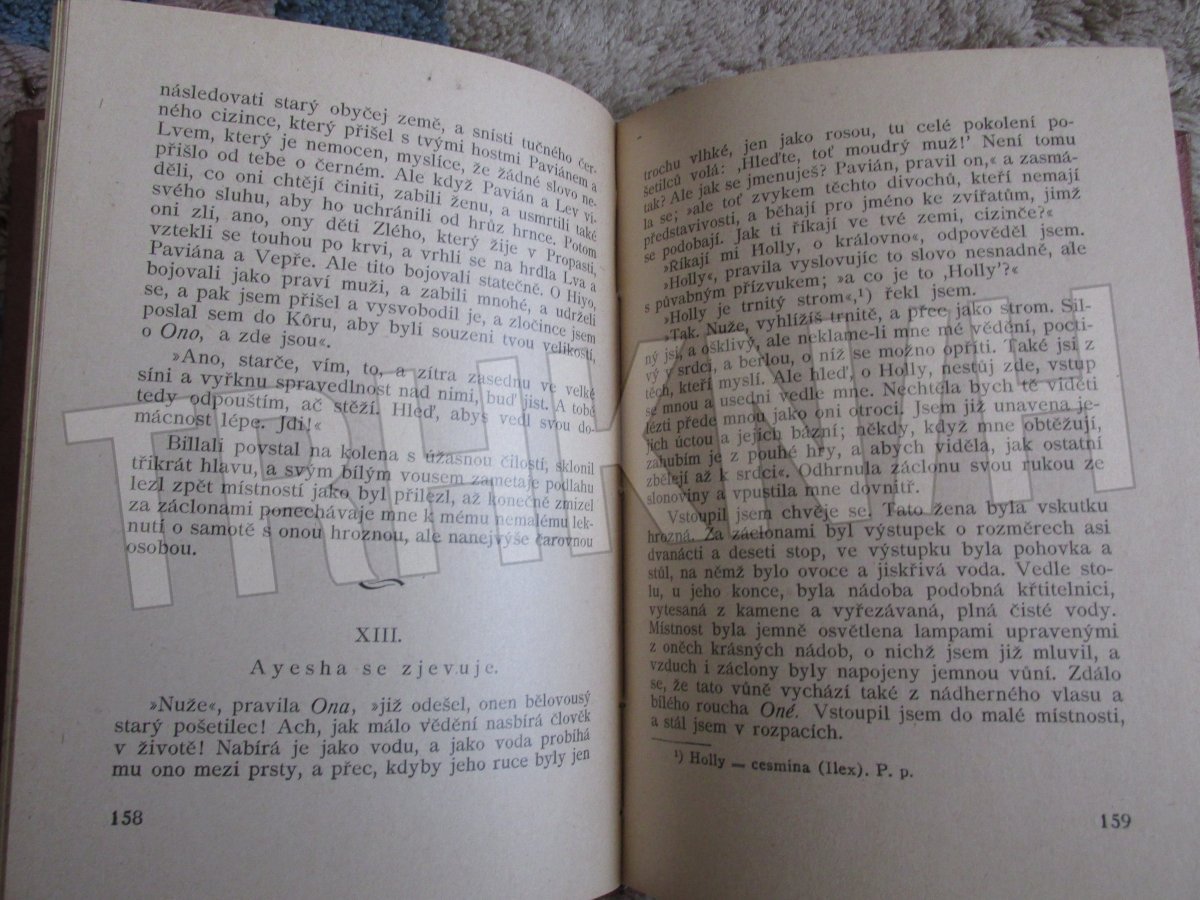 následovati starý obyčej země, a snísti tučného čer-
ného cizince, který přišel s tvými hostmi Paviánem a
Lvem, který je nemocen, myslíce, že žádné slovo ne-
přišlo od tebe o černém. Ale když Pavián a Lev vi-
děli, co oni chtějí činiti, zabili ženu, a usmrtili také
svého sluhu, aby ho uchránili od hrůz hrnce. Potom
oni zlí, ano, ony děti Zlého, který žije v Propasti,
vztekli se touhou po krvi, a vrhli se na hrdla Lva a
Paviána a Vepře. Ale tito bojovali statečně. O Hiyo,
bojovali jako praví muži, a zabili mnohé, a udrželi
se, a pak jsem přišel a vysvobodil je, a zločince jsem
poslal sem do Kôru, aby byli souzeni tvou velikostí,
o Ono, a zde jsou«.
»Ano, starče, vím, to, a zítra zasednu ve velké
síni a vyřknu spravedlnost nad nimi, buď jist. A tobě
tedy odpouštím, ač stěží. Hleď, abys vedl svou do-
mácnost lépe. Jdi!«
Billali povstal na kolena s úžasnou čilostí, sklonil
třikrát hlavu, a svým bílým vousem zametaje podlahu
lezl zpět místností jako byl přilezl, až konečně zmizel
za záclonami ponechávaje mne k mému nemalému lek-
nutí o samotě s onou hroznou, ale nanejvýše čarovnou
osobou.
XIII.
Ayesha se zjevuje.
»Nuže«, pravila Ona, »již odešel, onen bělovousý
starý pošetilec! Ach, jak málo vědění nasbírá člověk
v životě! Nabírá je jako vodu, a jako voda probíhá
mu ono mezi prsty, a přec, kdyby jeho ruce byly jen
158
trochu vlhké, jen jako rosou, tu celé pokolení po-
šetilců volá: ‚Hleďte, toť moudrý muž!' Není tomu
tak? Ale jak se jmenuješ? Pavián, pravil on,« a zasmá-
la se; »ale toť zvykem těchto divochů, kteří nemají
představivosti, a běhají pro jméno ke zvířatům, jimž
se podobají. Jak ti říkají ve tvé zemi, cizinče?«
»Říkají mi Holly, o královno«, odpověděl jsem.
»Holly«, pravila vyslovujíc to slovo nesnadně, ale
s půvabným přízvukem; »a co je to ‚Holly'?«
»Holly je trnitý strom«,¹) řekl jsem.
»Tak. Nuže, vyhlížíš trnitě, a přec jako strom. Sil-
ný jsi, a ošklivý, ale neklame-li mne mé vědění, pocti-
vý v srdci, a berlou, o níž se možno opříti. Také jsi z
těch, kteří myslí. Ale hleď, o Holly, nestůj zde, vstup
se mnou a usedni vedle mne. Nechtěla bych tě viděti
lézti přede mnou jako oni otroci. Jsem již unavena je-
jich úctou a jejich bázní; někdy, když mne obtěžují,
zahubím je z pouhé hry, a abych viděla, jak ostatní
zbělejí až k srdci«. Odhrnula záclonu svou rukou ze
slonoviny a vpustila mne dovnitř.
Vstoupil jsem chvěje se. Tato žena byla vskutku
hrozná. Za záclonami byl výstupek o rozměrech asi
dvanácti a deseti stop, ve výstupku byla pohovka a
stůl, na němž bylo ovoce a jiskřivá voda. Vedle sto-
lu, u jeho konce, byla nádoba podobná křtitelnici,
vytesaná z kamene a vyřezávaná, plná čisté vody.
Místnost byla jemně osvětlena lampami upravenými
z oněch krásných nádob, o nichž jsem již mluvil, a
vzduch i záclony byly napojeny jemnou vůní. Zdálo
se, že tato vůně vychází také z nádherného vlasu a
bílého roucha Oné. Vstoupil jsem do malé místnosti,
a stál jsem v rozpacích.
¹) Holly — cesmina (Ilex). P. p.
159
TRHKNIH